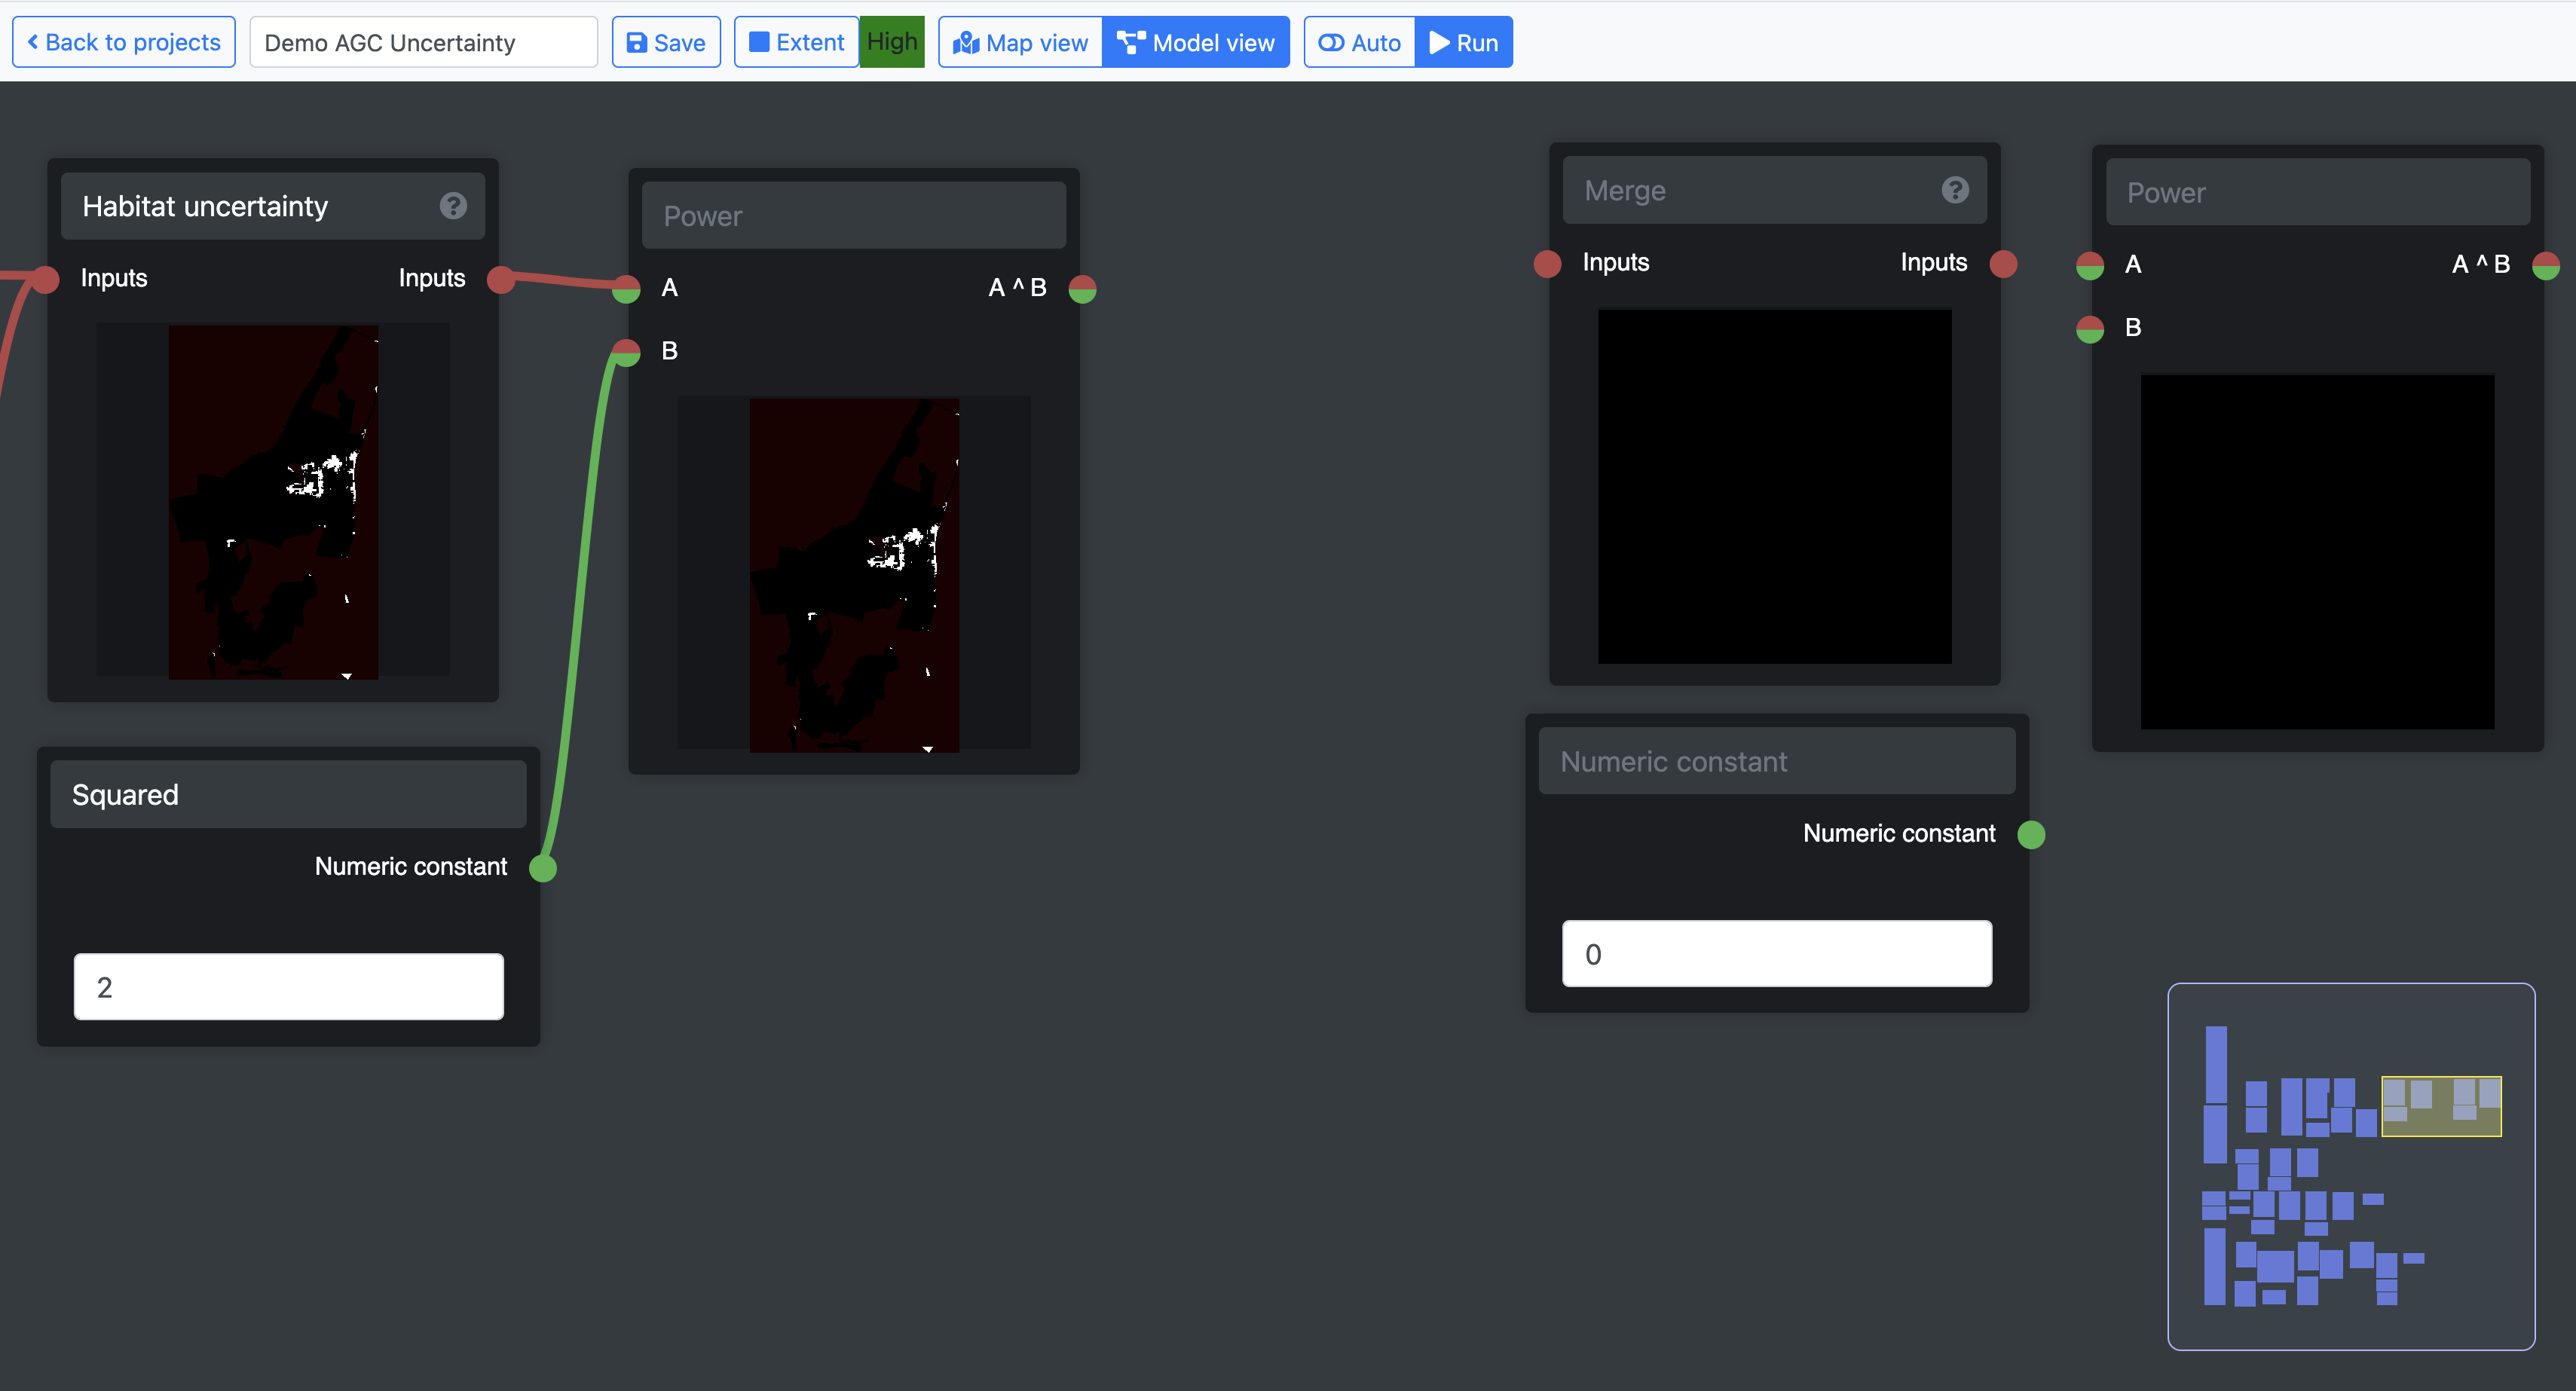 Back to projects
Demo AGC Uncertainty
Save
Extent
High
Map view
Model view
Auto
Run
Habitat uncertainty
?
Inputs
Inputs
Power
A
A ^ B
B
Squared
Numeric constant
2
Merge
?
Inputs
Inputs
Numeric constant
Numeric constant
0
Power
A
A ^ B
B